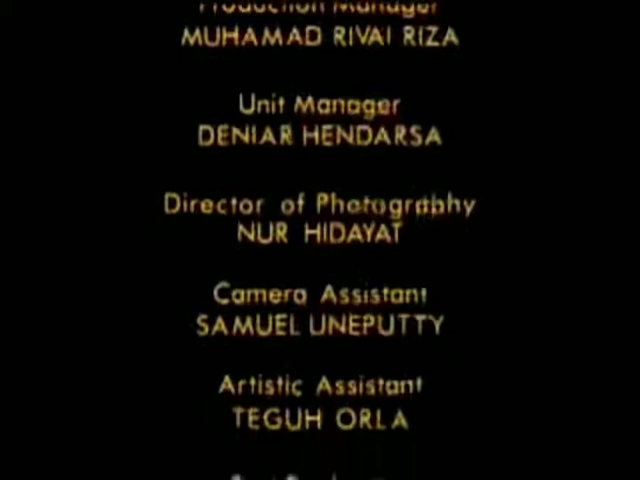 Production Manager
MUHAMAD RIVAI RIZA
Unit Manager
DENIAR HENDARSA
Director of Photography
NUR HIDAYAT
Camera Assistant
SAMUEL UNEPUTTY
Artistic Assistant
TEGUH ORLA